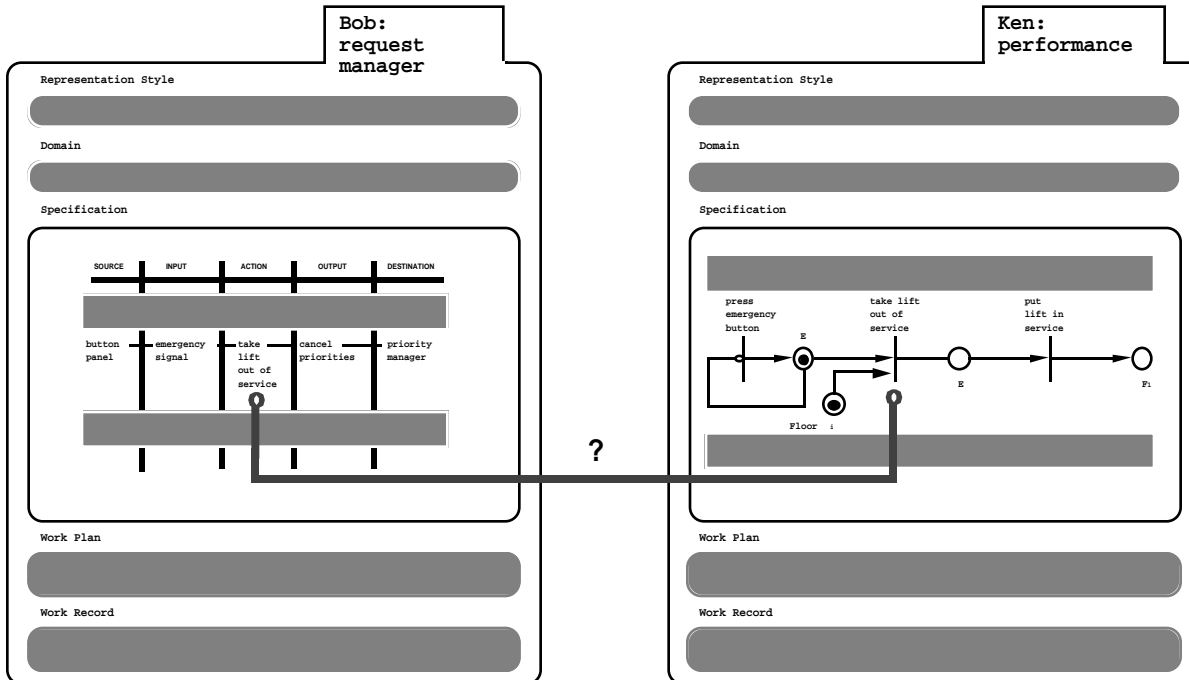 Bob:
request
manager
Representation Style
Domain
Specification
SOURCE INPUT ACTION OUTPUT DESTINATION
button emergency take cancel priority
panel signal lift priorities manager
out of
service
Work Plan
Work Record
?
Ken:
performance
Representation Style
Domain
Specification
press take lift put
emergency out of lift in
button service service
E
E
Fi
Floor i
Work Plan
Work Record